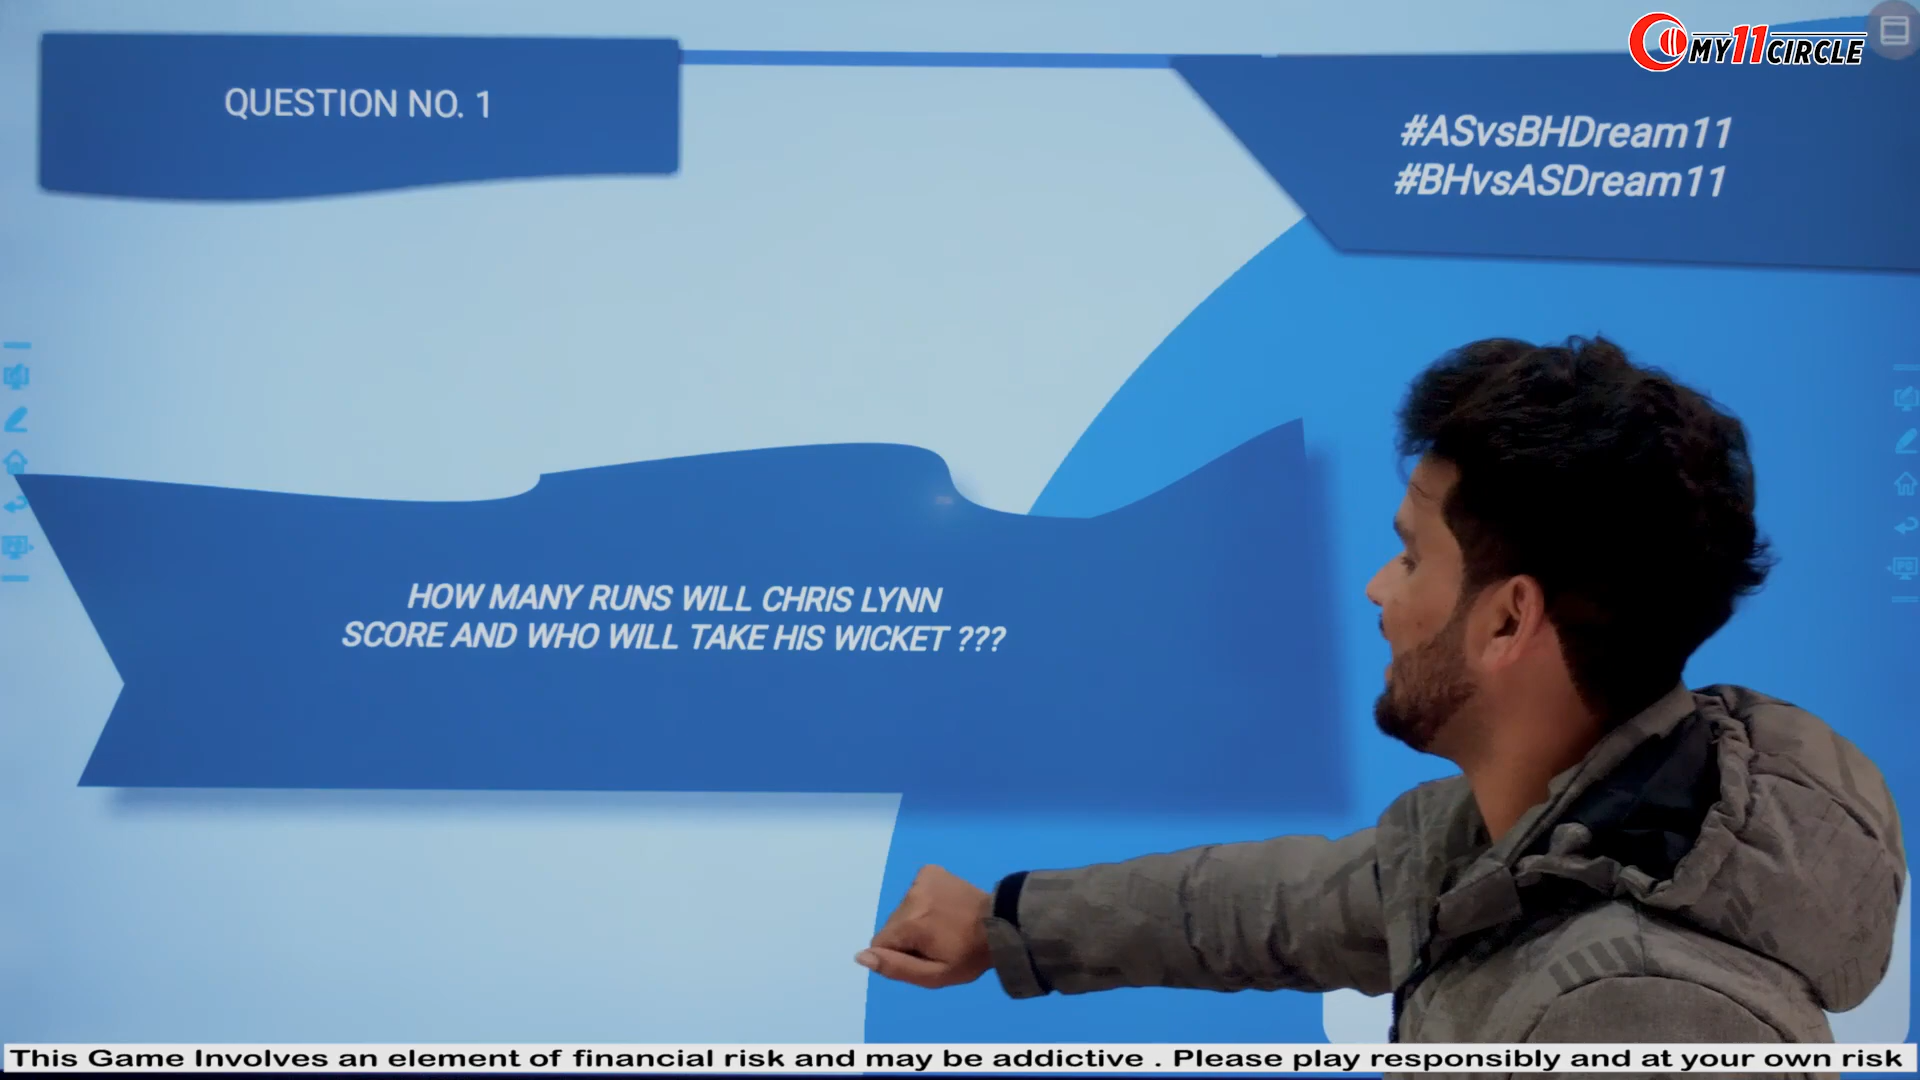 MY11CIRCLE
QUESTION NO. 1
#ASvsBHDream11
#BHvsASDream11
HOW MANY RUNS WILL CHRIS LYNN
SCORE AND WHO WILL TAKE HIS WICKET ???
This Game Involves an element of financial risk and may be addictive . Please play responsibly and at your own risk